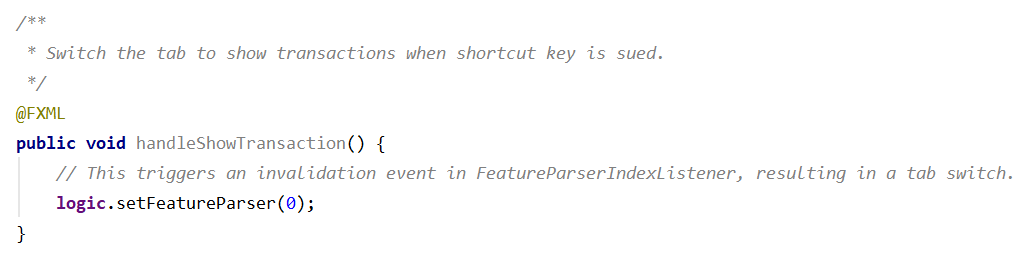 /**
 * Switch the tab to show transactions when shortcut key is sued.
 */
@FXML
public void handleShowTransaction() {
    // This triggers an invalidation event in FeatureParserIndexListener, resulting in a tab switch.
    logic.setFeatureParser(0);
}